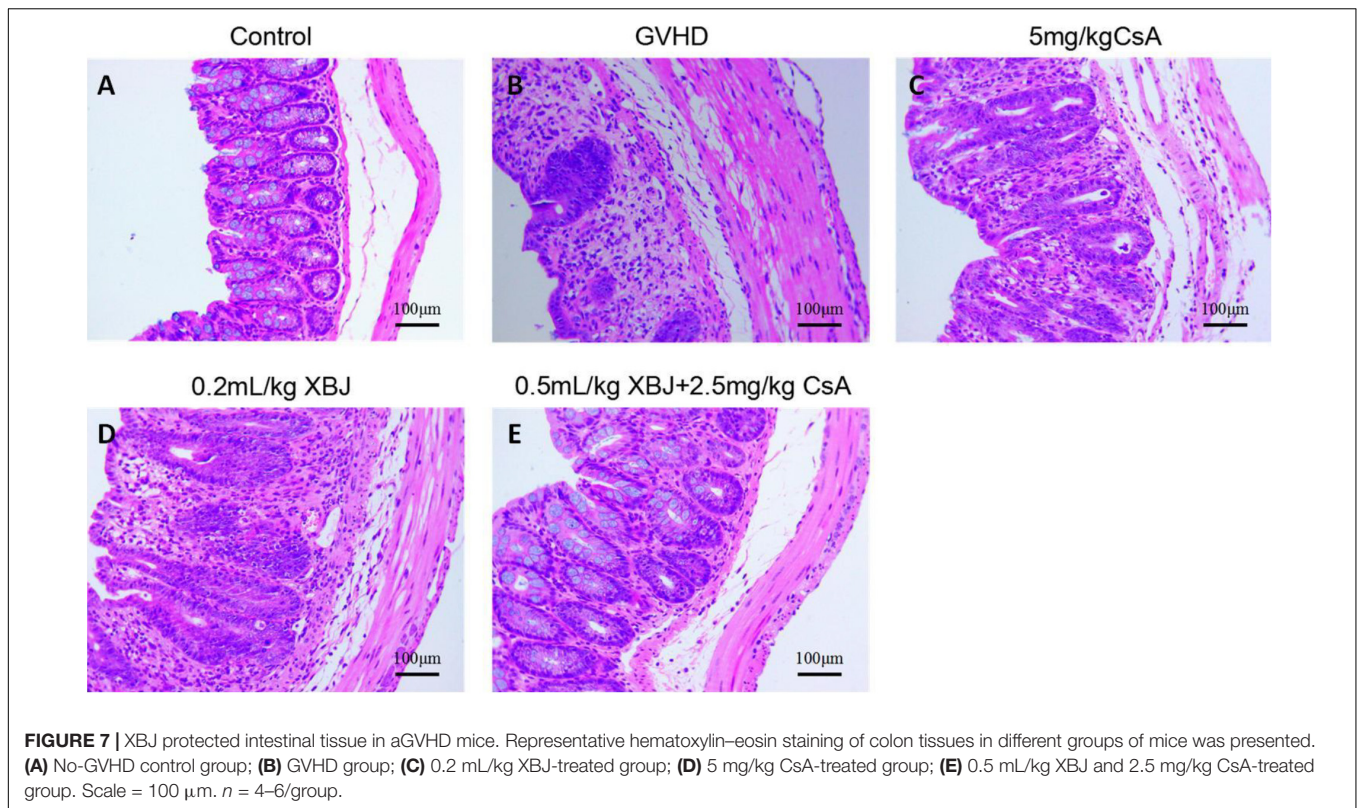 Control
GVHD
5mg/kgCsA
A
B
C
100μm
100μm
100μm
0.2mL/kg XBJ
0.5mL/kg XBJ+2.5mg/kg CsA
D
E
100μm
100μm
FIGURE 7 | XBJ protected intestinal tissue in aGVHD mice. Representative hematoxylin–eosin staining of colon tissues in different groups of mice was presented.
(A) No-GVHD control group; (B) GVHD group; (C) 0.2 mL/kg XBJ-treated group; (D) 5 mg/kg CsA-treated group; (E) 0.5 mL/kg XBJ and 2.5 mg/kg CsA-treated
group. Scale = 100 μm. n = 4–6/group.